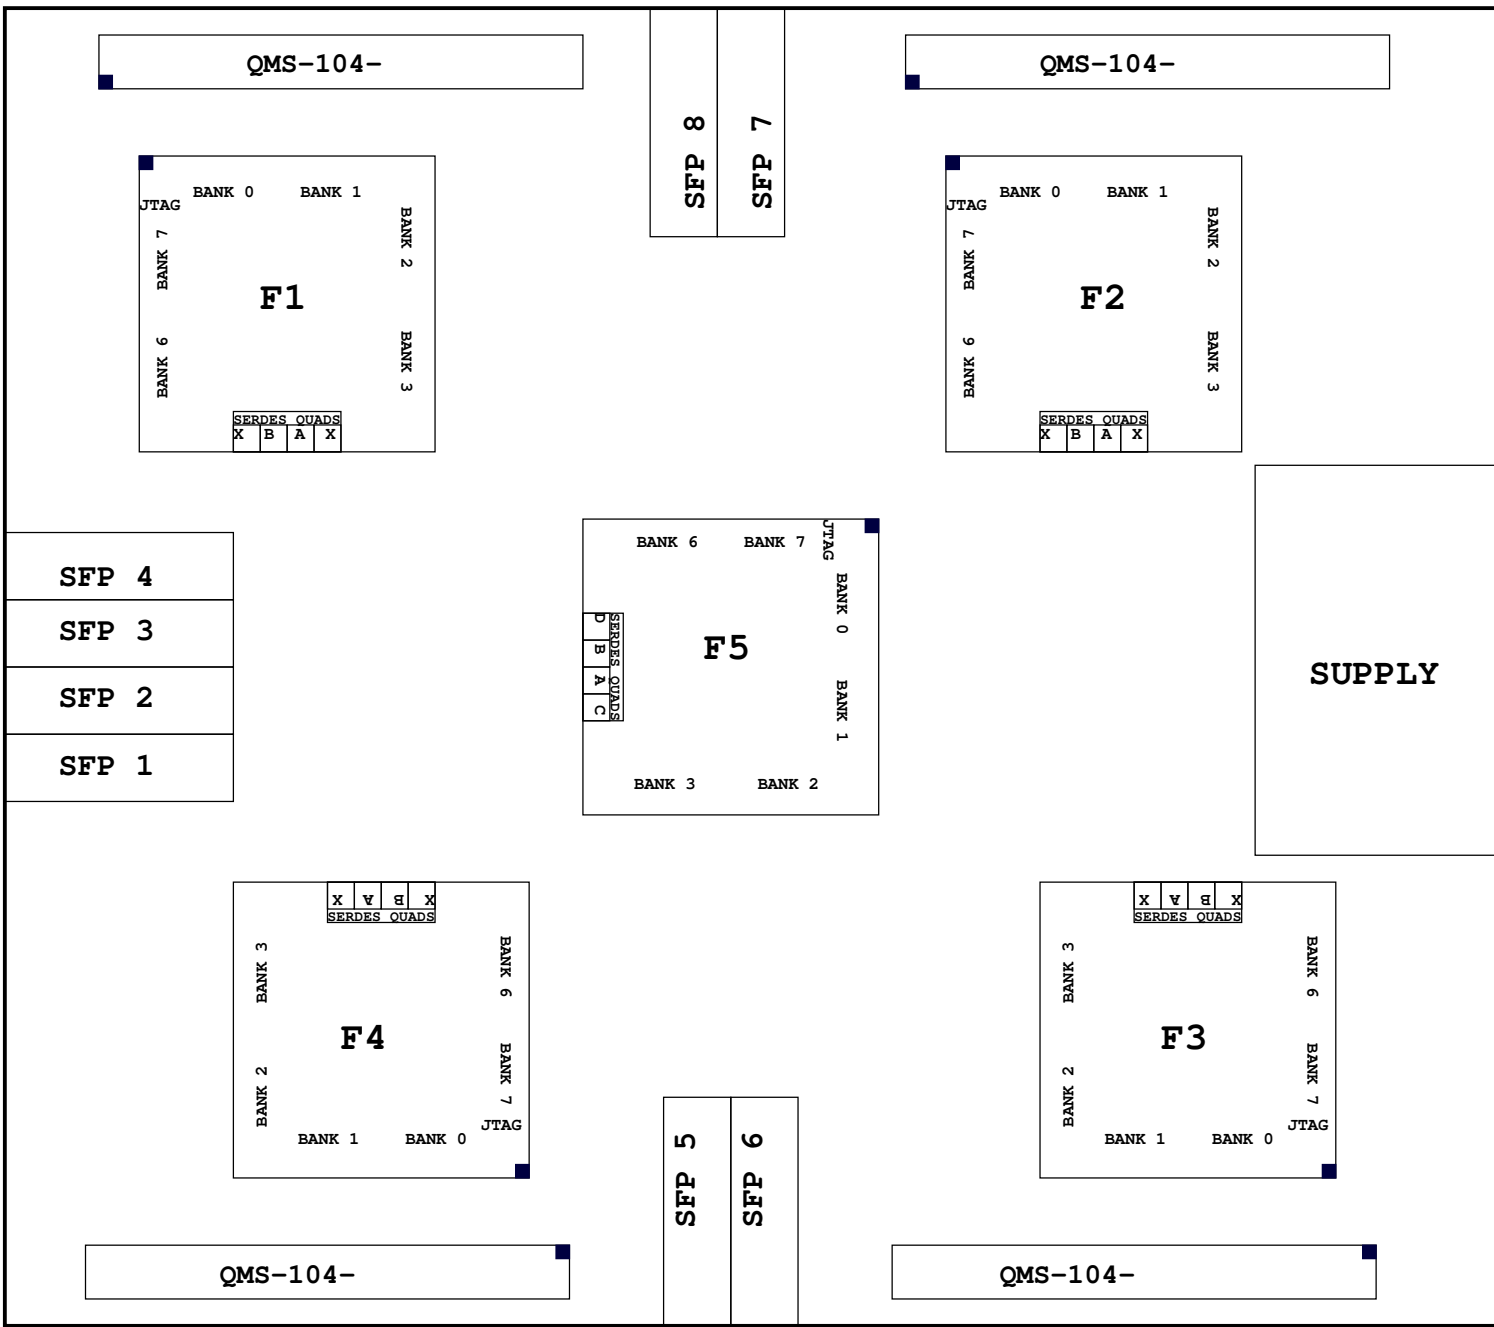 QMS-104-
QMS-104-
SFP 8
SFP 7
BANK 0
BANK 1
JTAG
BANK 7
BANK 6
BANK 2
BANK 3
F1
SERDES QUADS
X B A X
BANK 0
BANK 1
JTAG
BANK 7
BANK 6
BANK 2
BANK 3
F2
SERDES QUADS
X B A X
SFP 4
SFP 3
SFP 2
SFP 1
BANK 6
BANK 7
JTAG
BANK 0
BANK 1
F5
SERDES QUADS
D B A C
BANK 3
BANK 2
SUPPLY
X A B X
SERDES QUADS
BANK 3
BANK 2
BANK 6
BANK 7
F4
JTAG
BANK 1
BANK 0
X A B X
SERDES QUADS
BANK 3
BANK 2
BANK 6
BANK 7
F3
JTAG
BANK 1
BANK 0
SFP 5
SFP 6
QMS-104-
QMS-104-